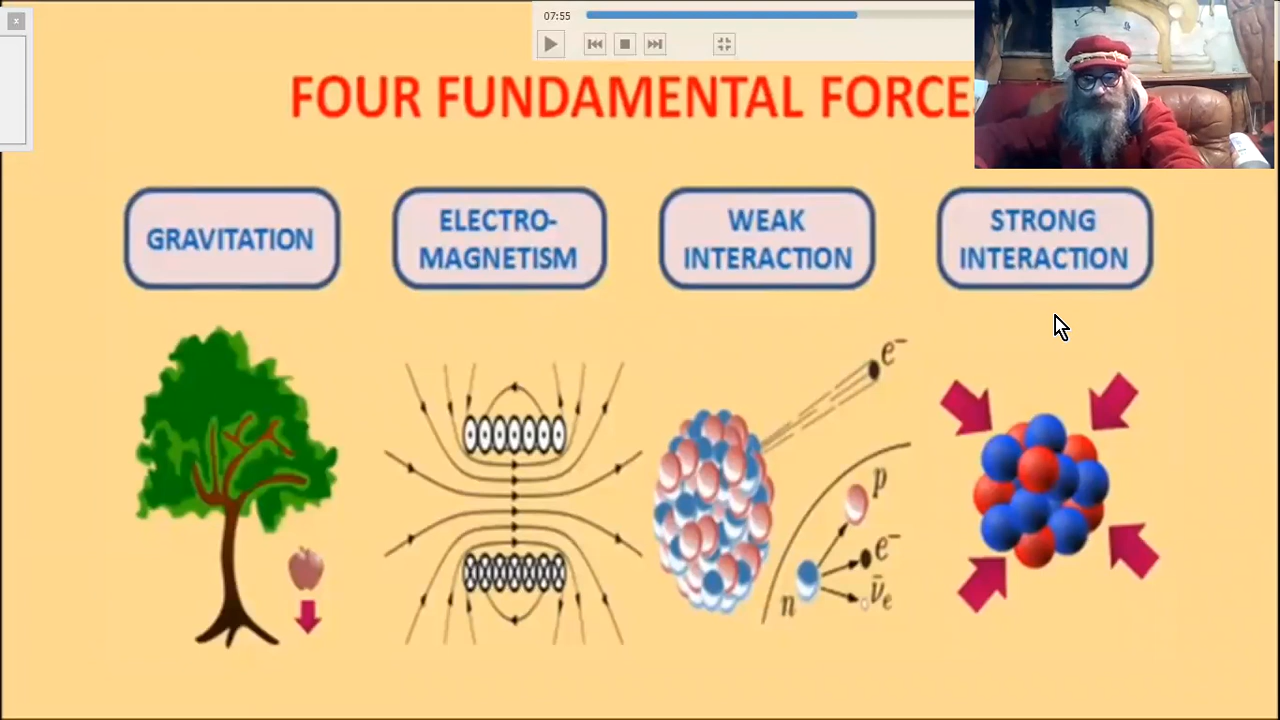 x
07:55
FOUR FUNDAMENTAL FORCE
GRAVITATION
ELECTRO-
MAGNETISM
WEAK
INTERACTION
STRONG
INTERACTION
e⁻
p
e⁻
n
ν̄e